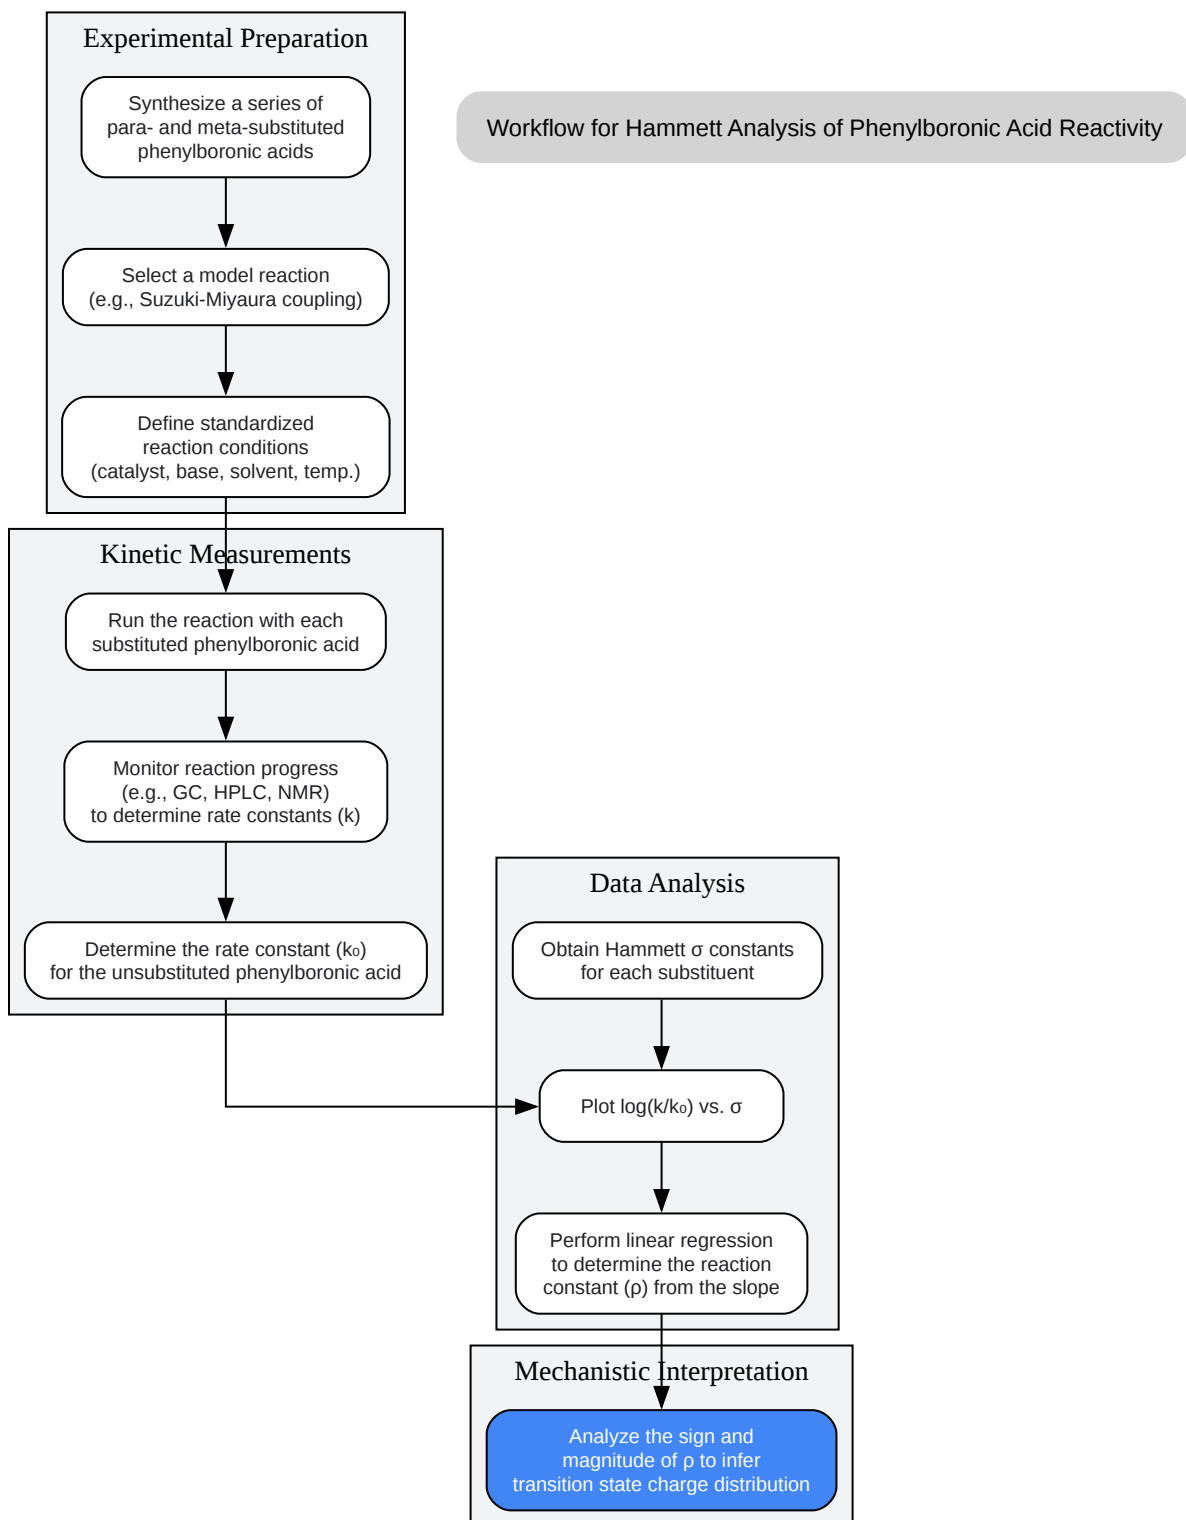 Workflow for Hammett Analysis of Phenylboronic Acid Reactivity
Experimental Preparation
Synthesize a series of
para- and meta-substituted
phenylboronic acids
Select a model reaction
(e.g., Suzuki-Miyaura coupling)
Define standardized
reaction conditions
(catalyst, base, solvent, temp.)
Kinetic Measurements
Run the reaction with each
substituted phenylboronic acid
Monitor reaction progress
(e.g., GC, HPLC, NMR)
to determine rate constants (k)
Determine the rate constant (k₀)
for the unsubstituted phenylboronic acid
Data Analysis
Obtain Hammett σ constants
for each substituent
Plot log(k/k₀) vs. σ
Perform linear regression
to determine the reaction
constant (ρ) from the slope
Mechanistic Interpretation
Analyze the sign and
magnitude of ρ to infer
transition state charge distribution